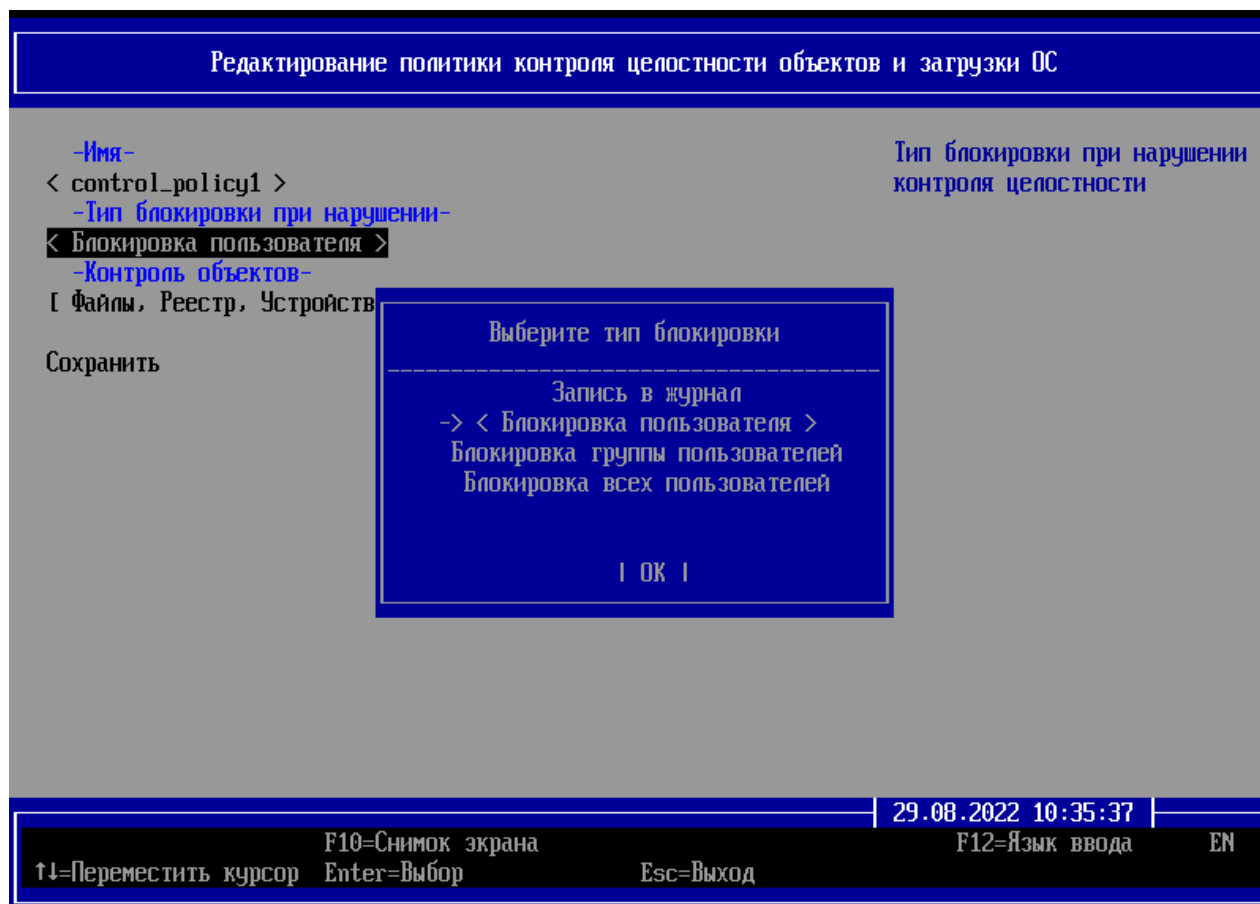 Редактирование политики контроля целостности объектов и загрузки ОС
-Имя-
< control_policy1 >
-Тип блокировки при нарушении-
< Блокировка пользователя >
-Контроль объектов-
[ Файлы, Реестр, Устройств
Сохранить
Тип блокировки при нарушении
контроля целостности
Выберите тип блокировки
Запись в журнал
-> < Блокировка пользователя >
Блокировка группы пользователей
Блокировка всех пользователей
| OK |
29.08.2022 10:35:37
F10=Снимок экрана F12=Язык ввода EN
↑↓=Переместить курсор Enter=Выбор Esc=Выход